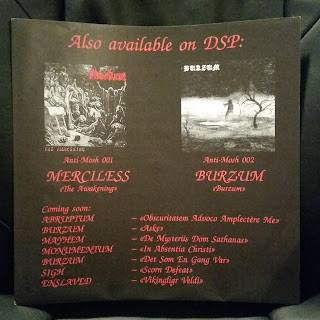 Also available on DSP:
BURZUM
Anti-Mosh 001
MERCILESS
«The Awakening»
Anti-Mosh 002
BURZUM
«Burzum»
Coming soon:
ABRUPTUM – «Obscuritatem Advoco Amplectère Me»
BURZUM – «Aske»
MAYHEM – «De Mysteriis Dom Sathanas»
MONUMENTUM – «In Absentia Christi»
BURZUM – «Det Som En Gang Var»
SIGH – «Scorn Defeat»
ENSLAVED – «Vikingligr Veldi»